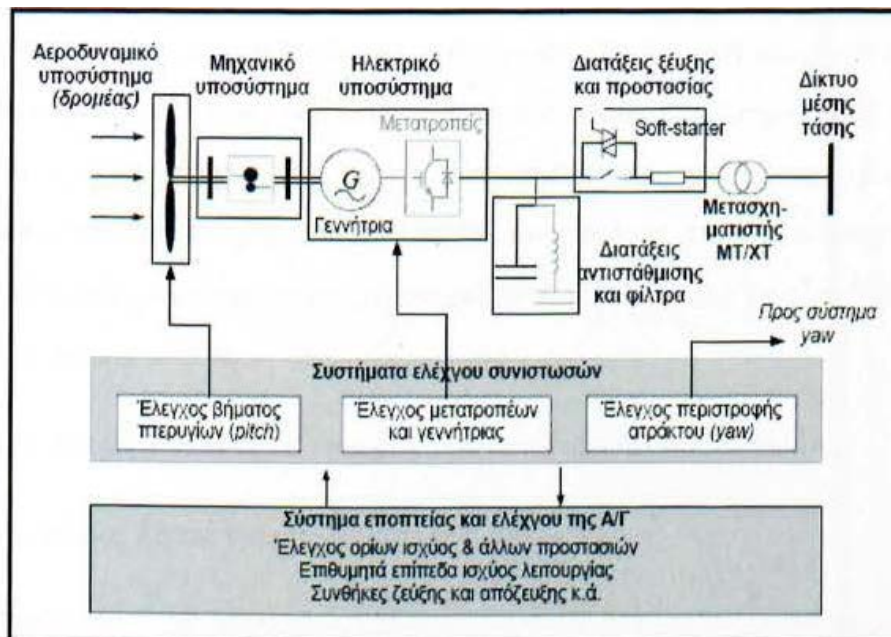 Αεροδυναμικό
υποσύστημα
(δρομέας)
Μηχανικό
υποσύστημα
Ηλεκτρικό
υποσύστημα
Μετατροπείς
G
Γεννήτρια
Διατάξεις ξέυξης
και προστασίας
Soft-starter
Δίκτυο
μέσης
τάσης
Μετασχη-
ματιστής
ΜΤ/ΧΤ
Διατάξεις
αντιστάθμισης
και φίλτρα
Προς σύστημα
yaw
Συστήματα ελέχγου συνιστωσών
Έλεγχος βήματος
πτερυγίων (pitch)
Έλεγχος μετατροπέων
και γεννήτριας
Έλεγχος περιστροφής
ατράκτου (yaw)
Σύστημα εποπτείας και ελέχγου της Α/Γ
Έλεγχος ορίων ισχύος & άλλων προστασιών
Επιθυμητά επίπεδα ισχύος λειτουργίας
Συνθήκες ζεύξης και απόζευξης κ.ά.